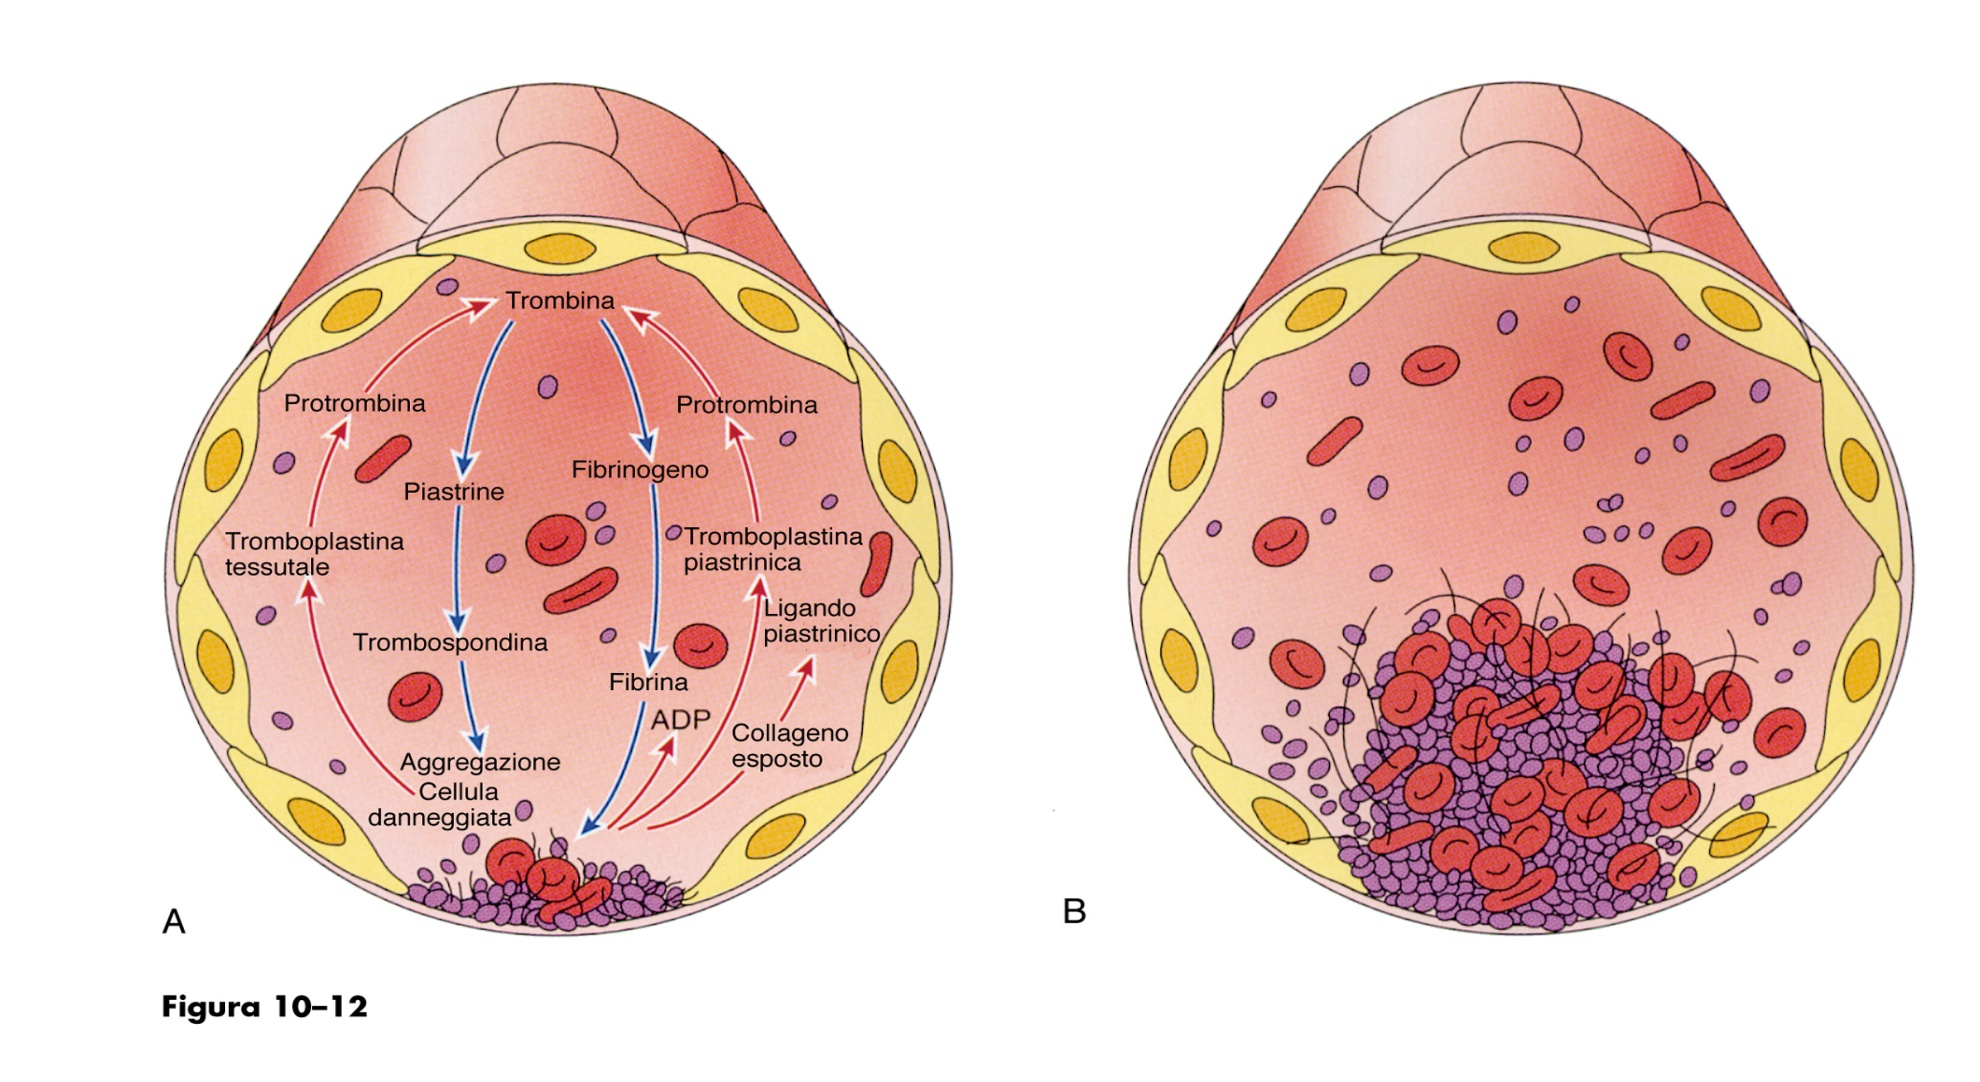 Trombina
Protrombina
Protrombina
Piastrine
Fibrinogeno
Tromboplastina
tessutale
Tromboplastina
piastrinica
Ligando
piastrinico
Trombospondina
Fibrina
ADP
Collageno
esposto
Aggregazione
Cellula
danneggiata
A
B
Figura 10–12